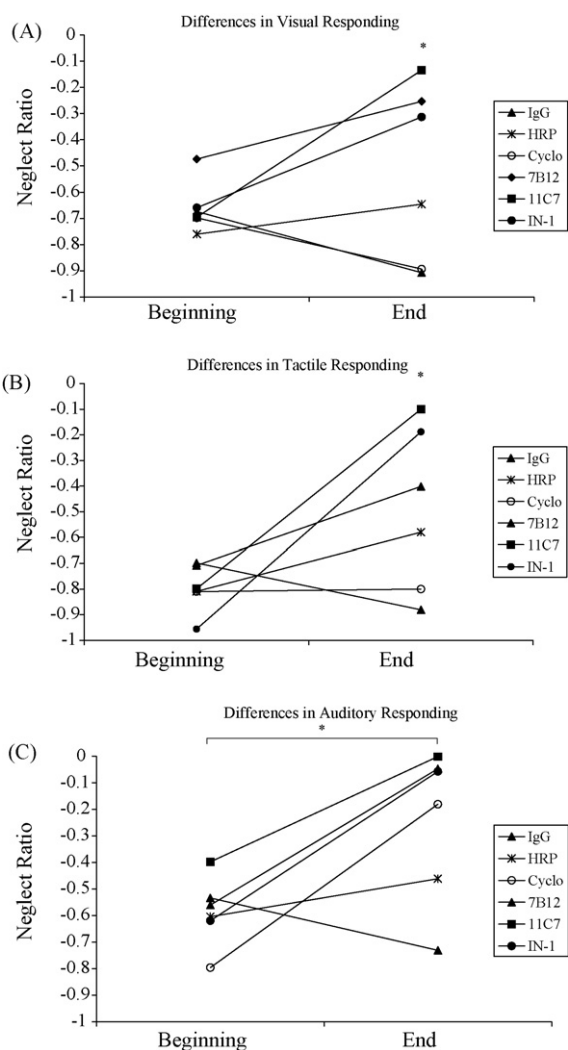 (A)
Differences in Visual Responding
*
0
-0.1
-0.2
-0.3
-0.4
-0.5
-0.6
-0.7
-0.8
-0.9
-1
Neglect Ratio
Beginning End
IgG
HRP
Cyclo
7B12
11C7
IN-1
(B)
Differences in Tactile Responding
*
0
-0.1
-0.2
-0.3
-0.4
-0.5
-0.6
-0.7
-0.8
-0.9
-1
Neglect Ratio
Beginning End
IgG
HRP
Cyclo
7B12
11C7
IN-1
(C)
Differences in Auditory Responding
*
0
-0.1
-0.2
-0.3
-0.4
-0.5
-0.6
-0.7
-0.8
-0.9
-1
Neglect Ratio
Beginning End
IgG
HRP
Cyclo
7B12
11C7
IN-1